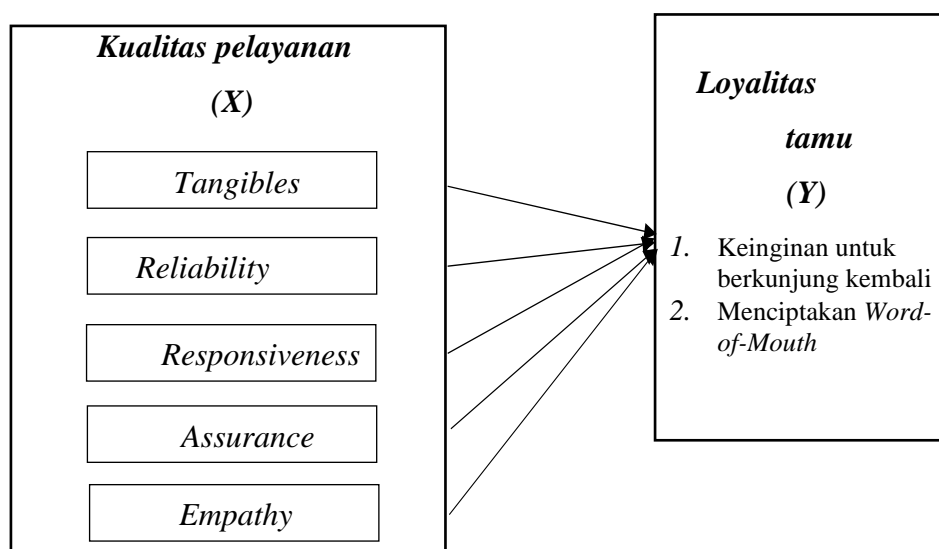 Kualitas pelayanan
(X)
Tangibles
Reliability
Responsiveness
Assurance
Empathy
Loyalitas
tamu
(Y)
1. Keinginan untuk
berkunjung kembali
2. Menciptakan Word-
of-Mouth